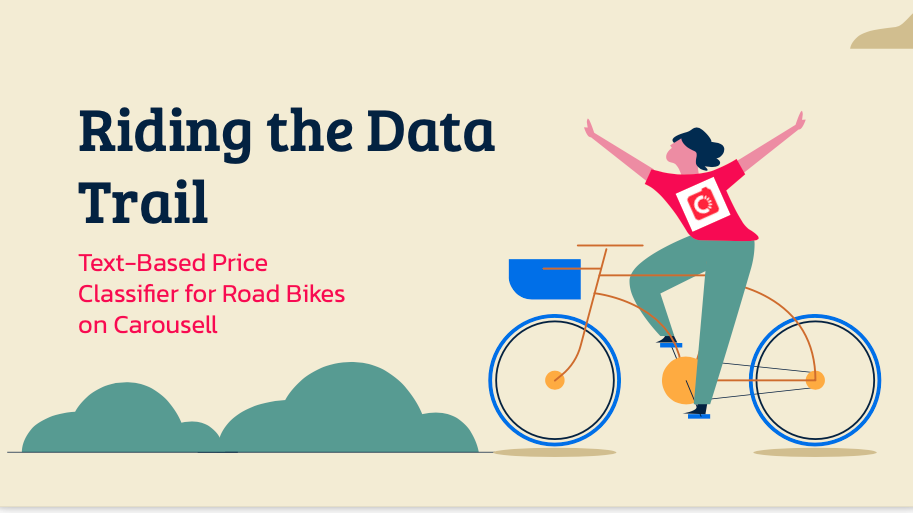 Riding the Data
Trail
Text-Based Price
Classifier for Road Bikes
on Carousell